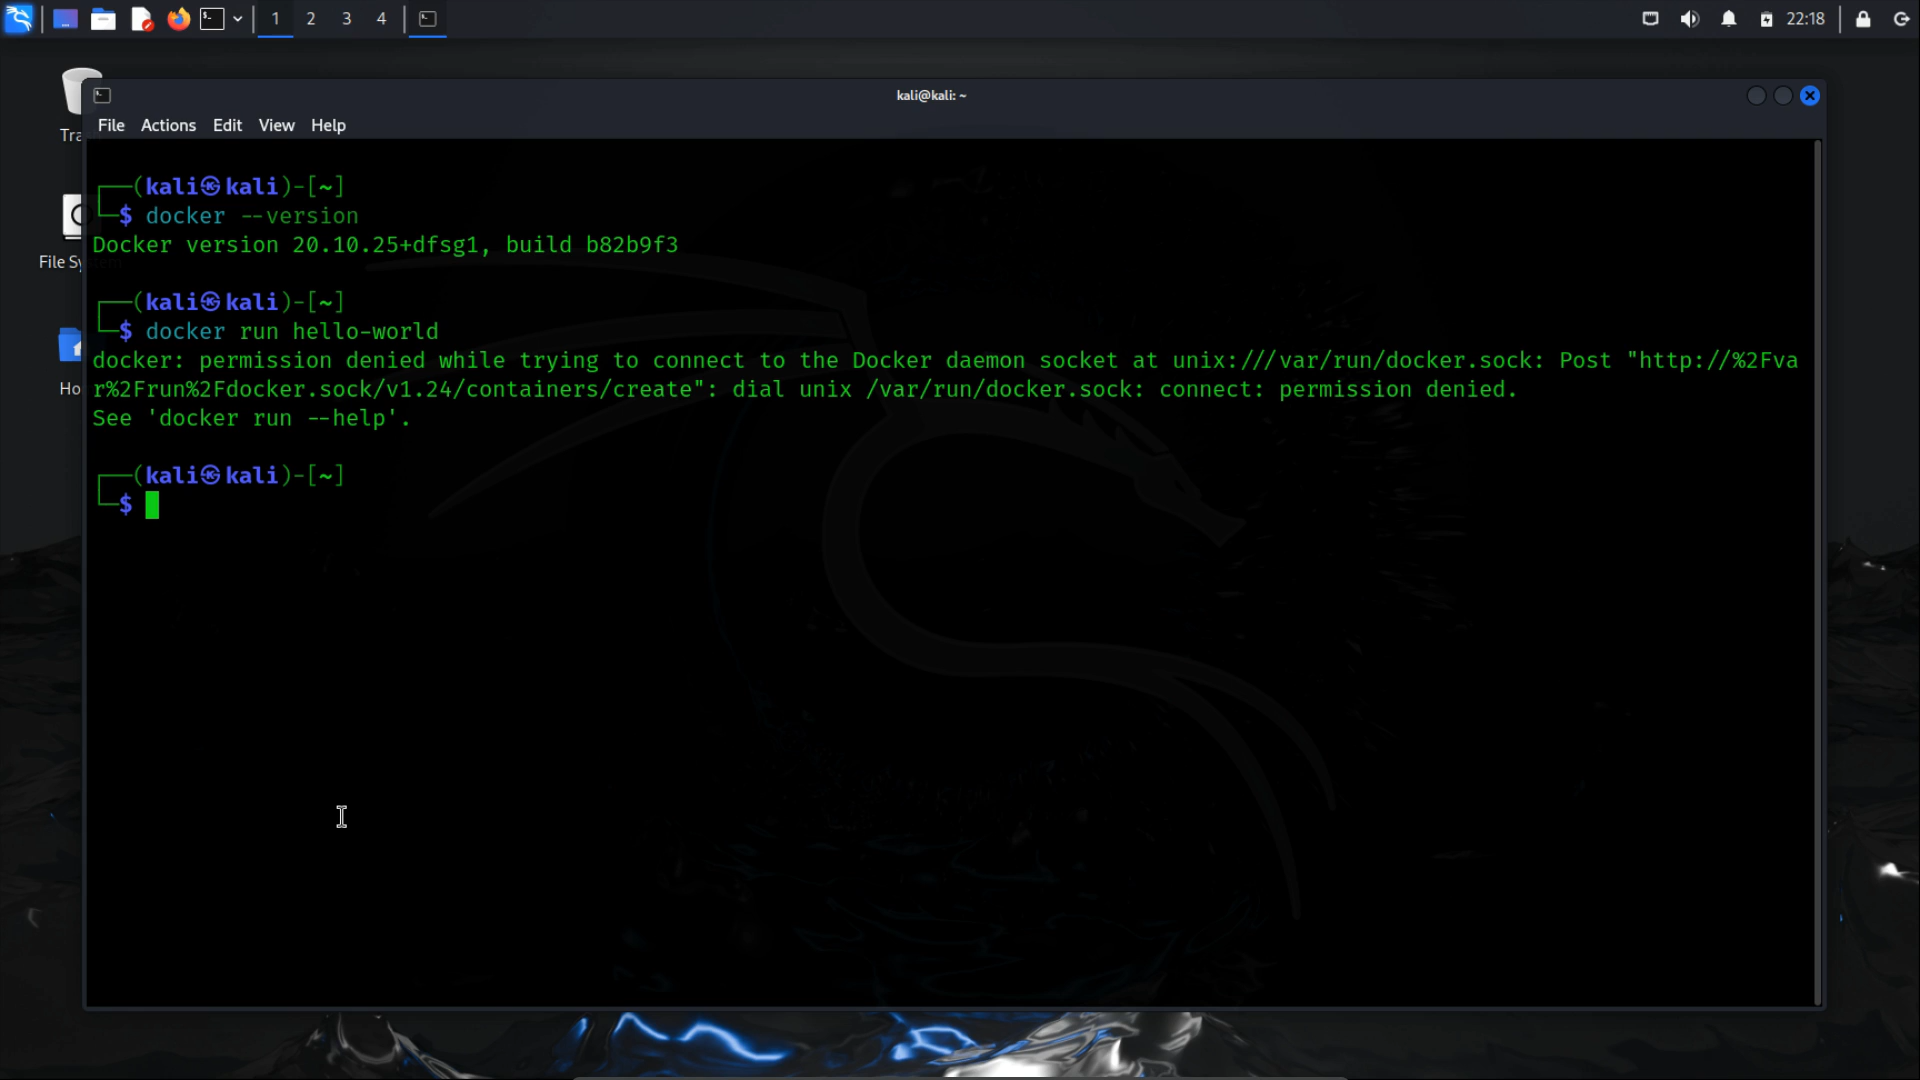 1 2 3 4 22:18
kali@kali: ~
File Actions Edit View Help
Tra
File System
Ho
(kali㉿kali)-[~]
$ docker --version
Docker version 20.10.25+dfsg1, build b82b9f3
(kali㉿kali)-[~]
$ docker run hello-world
docker: permission denied while trying to connect to the Docker daemon socket at unix:///var/run/docker.sock: Post "http://%2Fva
r%2Frun%2Fdocker.sock/v1.24/containers/create": dial unix /var/run/docker.sock: connect: permission denied.
See 'docker run --help'.
(kali㉿kali)-[~]
$